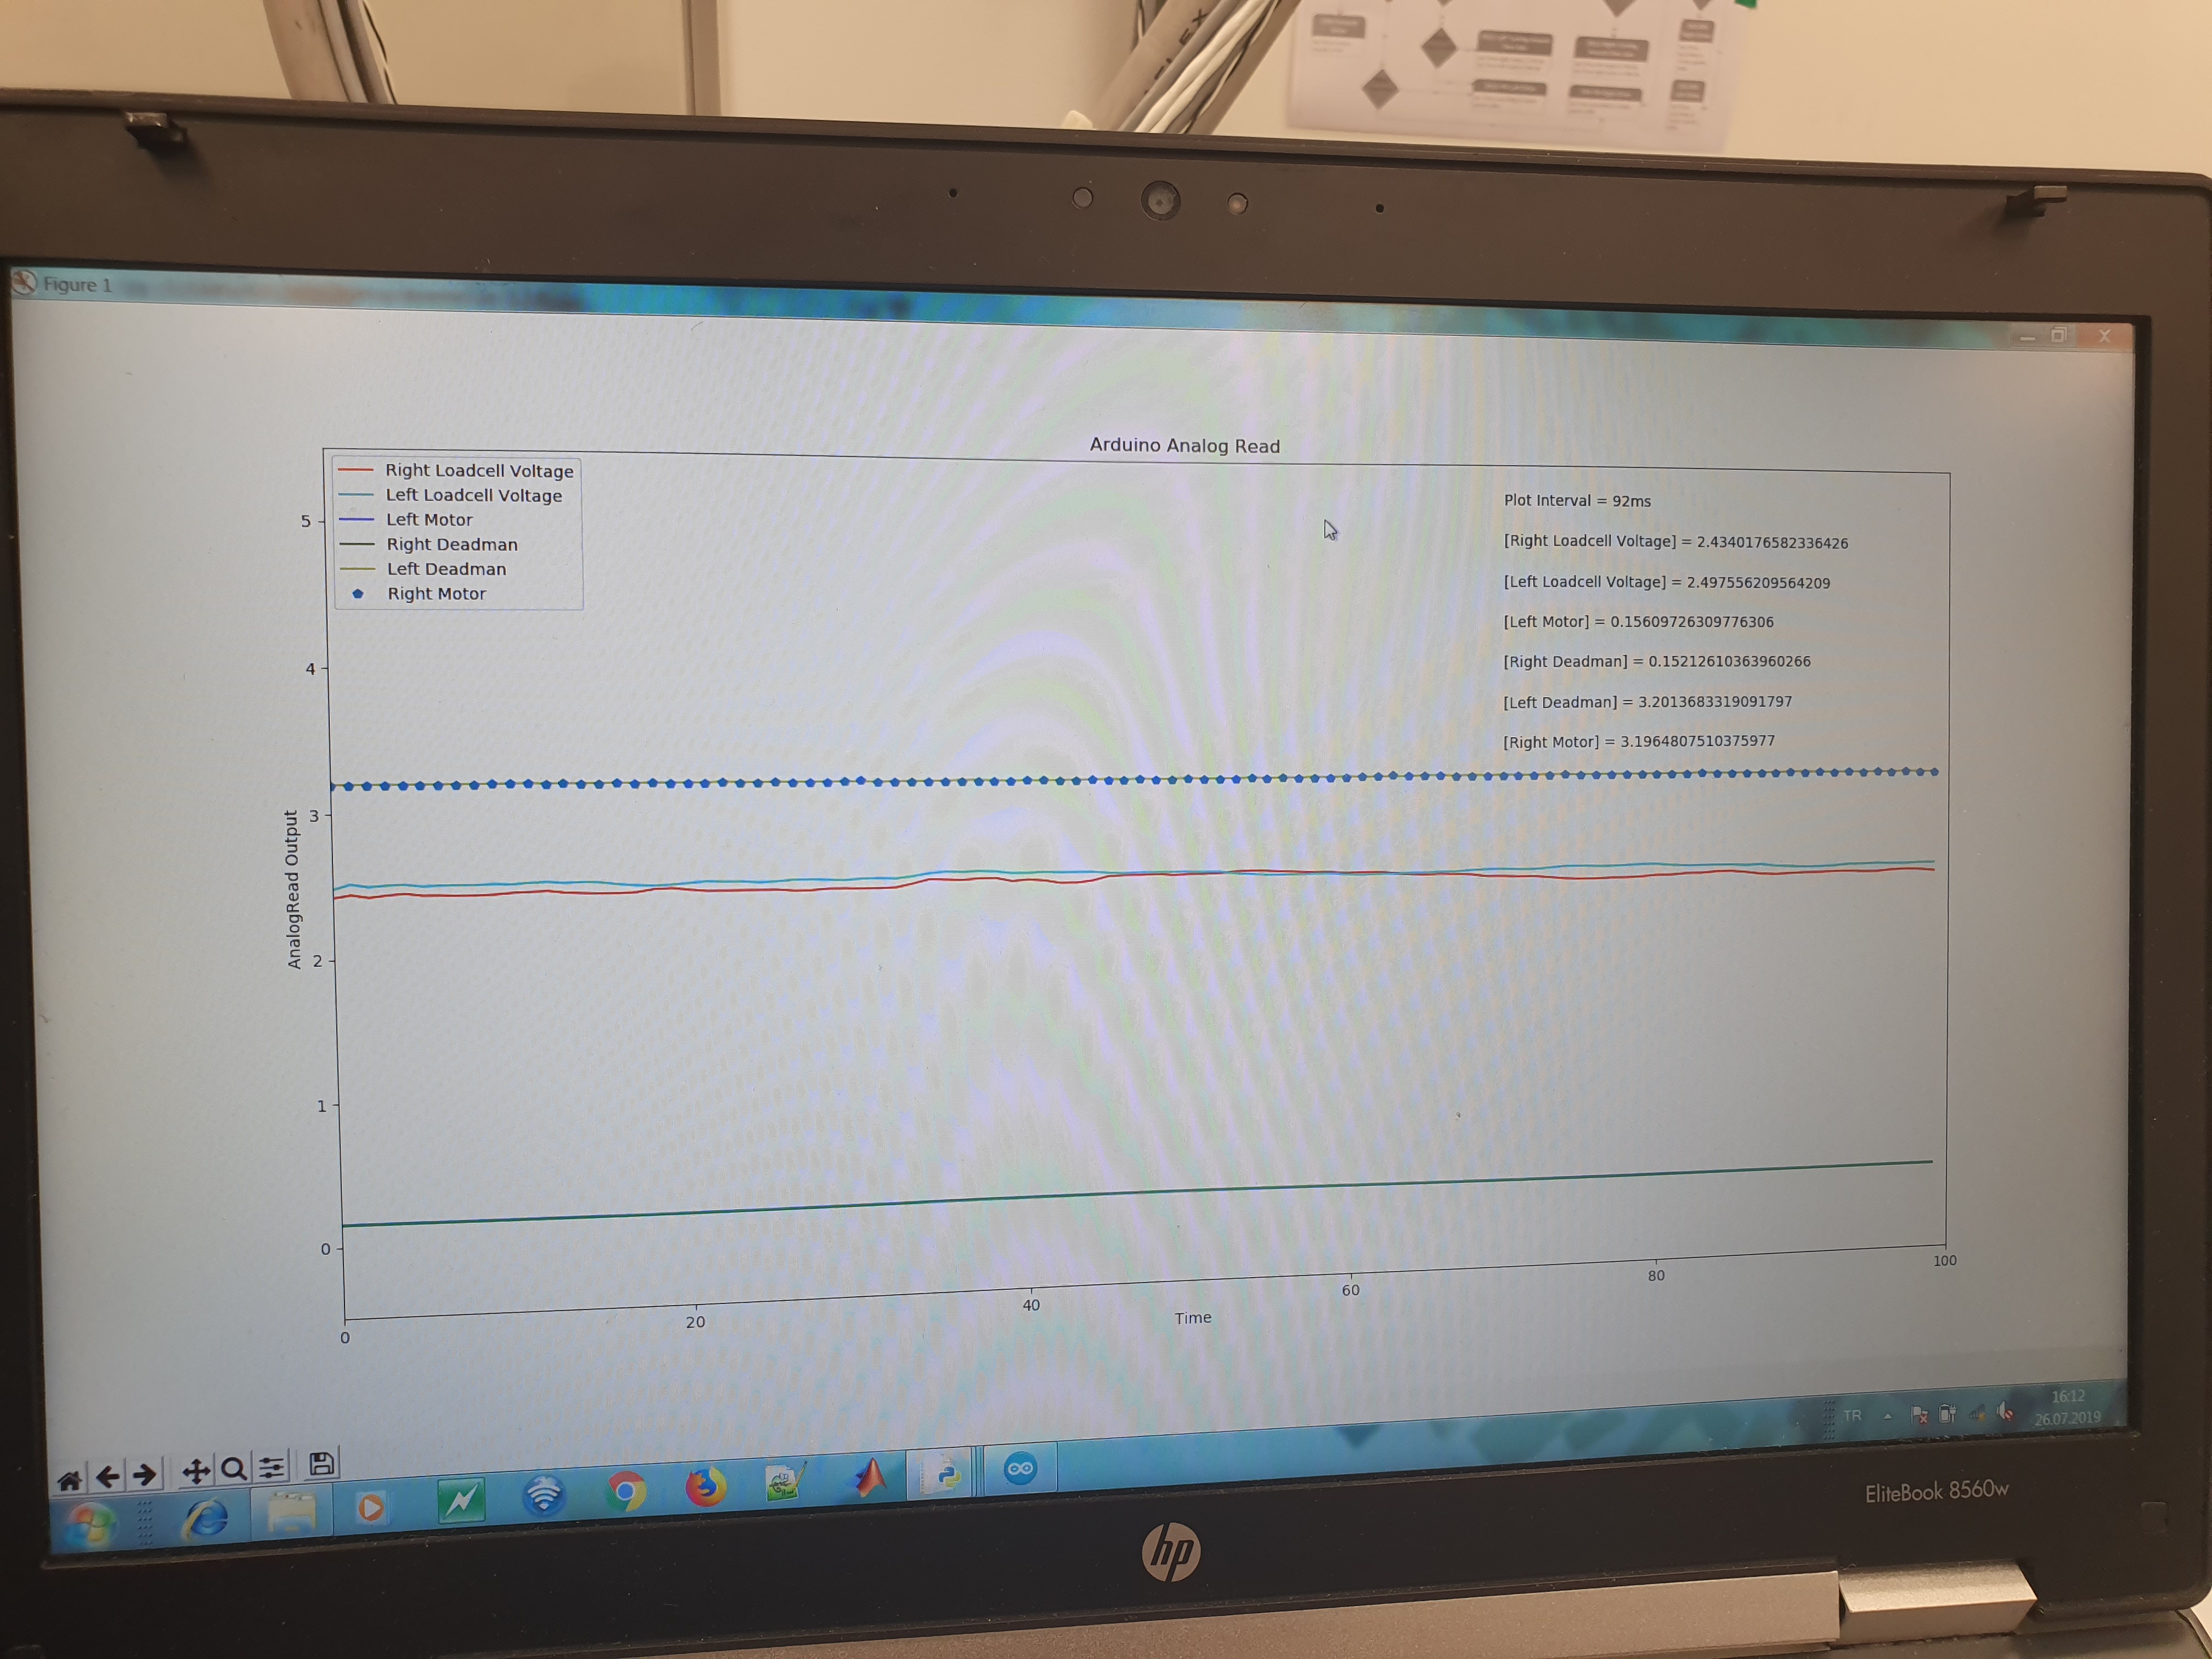 FLEX
Figure 1
Arduino Analog Read
Right Loadcell Voltage
Left Loadcell Voltage
Left Motor
Right Deadman
Left Deadman
Right Motor
Plot Interval = 92ms
[Right Loadcell Voltage] = 2.4340176582336426
[Left Loadcell Voltage] = 2.497556209564209
[Left Motor] = 0.15609726309776306
[Right Deadman] = 0.15212610363960266
[Left Deadman] = 3.2013683319091797
[Right Motor] = 3.1964807510375977
AnalogRead Output
5
4
3
2
1
0
0
20
40
60
80
100
Time
TR
16:12
26.07.2019
EliteBook 8560w
hp